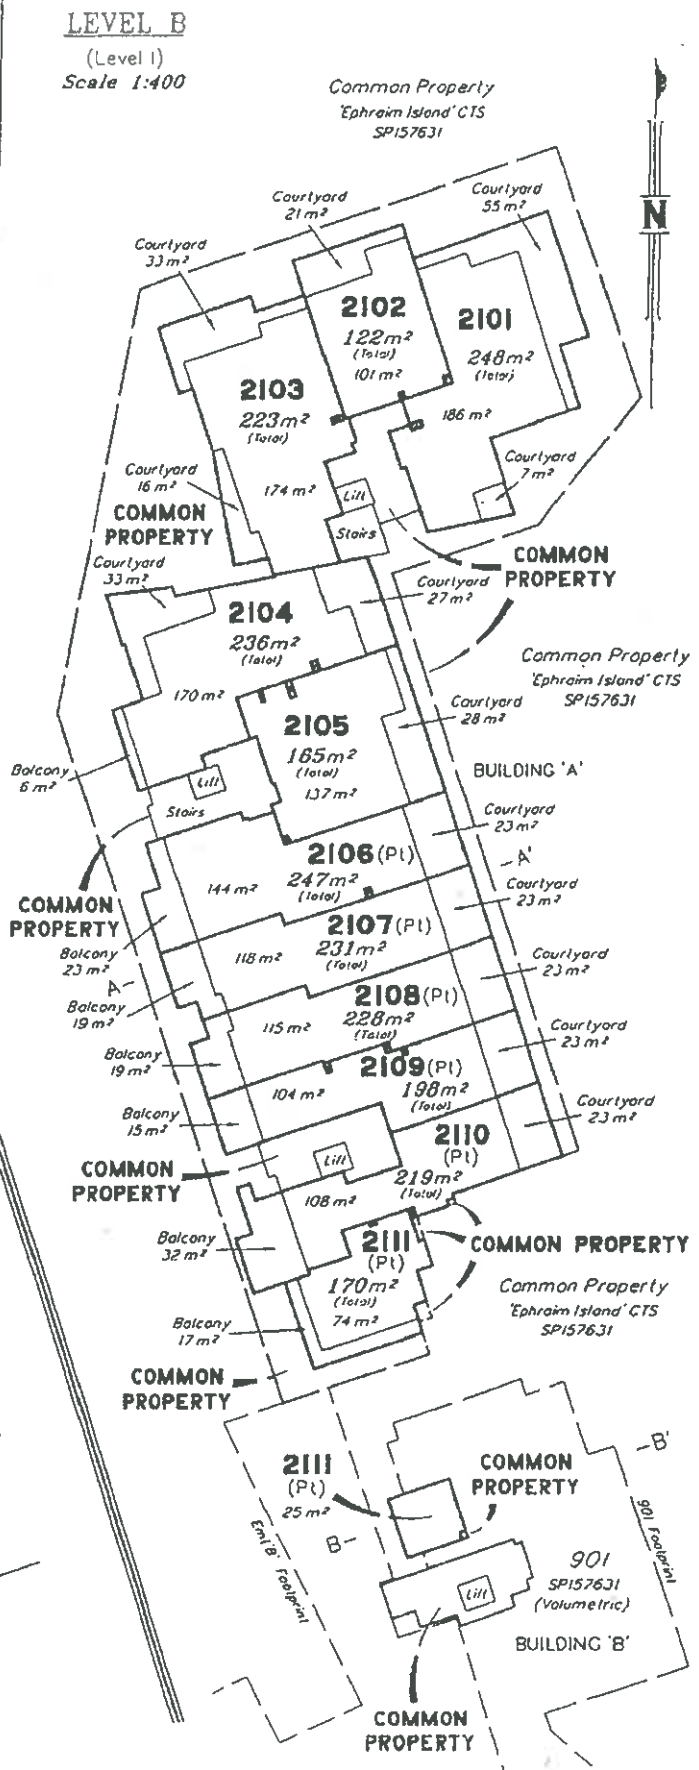 LEVEL B
(Level 1)
Scale 1:400
Common Property
'Ephraim Island' CTS
SP157631
N
Courtyard
21 m²
Courtyard
55 m²
Courtyard
33 m²
2102
122m²
(Total)
101 m²
2101
248m²
(Total)
186 m²
2103
223m²
(Total)
174 m²
Courtyard
16 m²
COMMON
PROPERTY
Lift
Stairs
Courtyard
7 m²
COMMON
PROPERTY
Courtyard
33 m²
Courtyard
27 m²
2104
236m²
(Total)
170 m²
Common Property
'Ephraim Island' CTS
SP157631
2105
165m²
(Total)
137 m²
Courtyard
28 m²
Balcony
6 m²
Lift
Stairs
BUILDING 'A'
Courtyard
23 m²
2106 (Pt)
247m²
(Total)
144 m²
A'
COMMON
PROPERTY
Courtyard
23 m²
2107 (Pt)
231m²
(Total)
118 m²
Balcony
23 m²
A
Balcony
19 m²
Courtyard
23 m²
2108 (Pt)
228m²
(Total)
115 m²
Courtyard
23 m²
Balcony
19 m²
2109 (Pt)
198m²
(Total)
104 m²
Balcony
15 m²
Courtyard
23 m²
2110
(Pt)
219m²
(Total)
108 m²
COMMON
PROPERTY
Lift
Balcony
32 m²
2111
(Pt)
170m²
(Total)
74 m²
COMMON PROPERTY
Common Property
'Ephraim Island' CTS
SP157631
Balcony
17 m²
COMMON
PROPERTY
2111
(Pt)
25 m²
COMMON
PROPERTY
B'
B
Emt 'B' Footprint
901 Footprint
901
SP157631
(Volumetric)
Lift
BUILDING 'B'
COMMON
PROPERTY